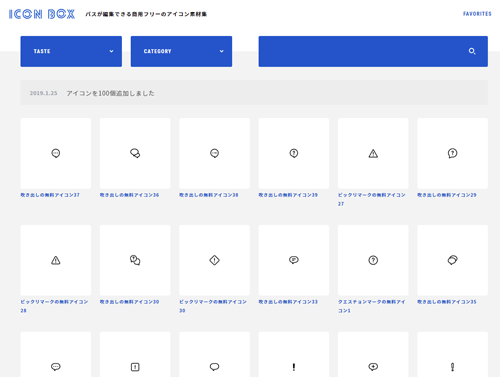 ICON BOX
パスが編集できる商用フリーのアイコン素材集
FAVORITES
TASTE
CATEGORY
2019.1.25 アイコンを100個追加しました
吹き出しの無料アイコン37
吹き出しの無料アイコン36
吹き出しの無料アイコン38
吹き出しの無料アイコン39
ビックリマークの無料アイコン
27
吹き出しの無料アイコン29
ビックリマークの無料アイコン
28
吹き出しの無料アイコン30
ビックリマークの無料アイコン
30
吹き出しの無料アイコン33
クエスチョンマークの無料アイ
コン1
吹き出しの無料アイコン35